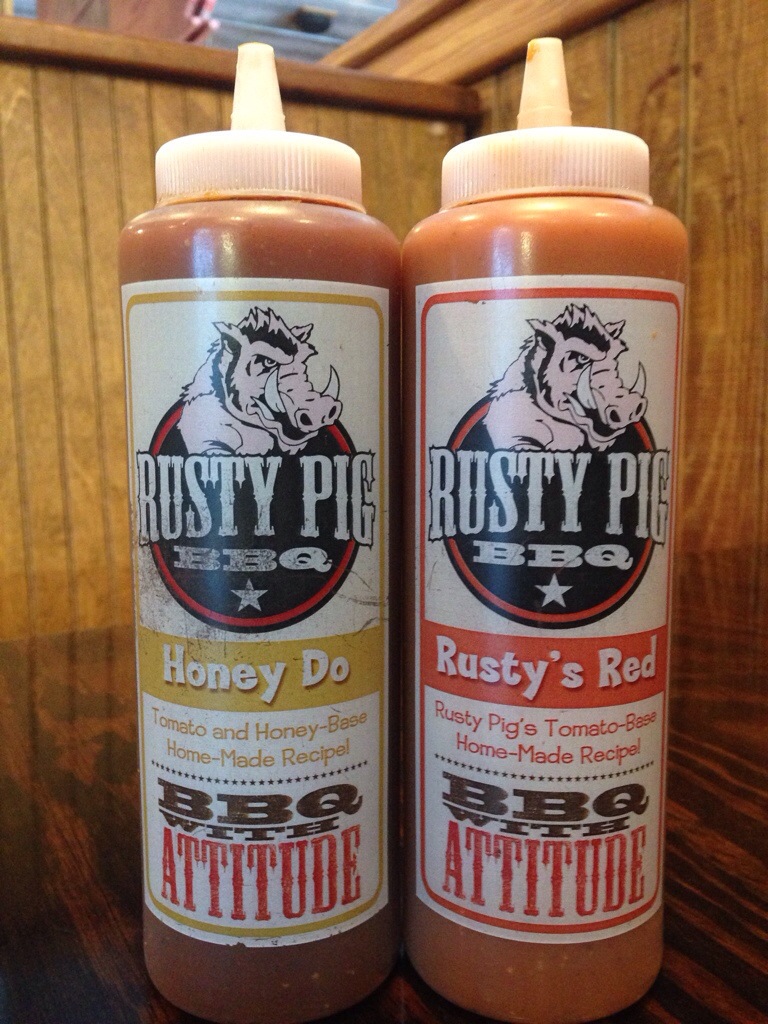 RUSTY PIG
BBQ
Honey Do
Tomato and Honey-Base
Home-Made Recipe!
BBQ
WITH
ATTITUDE
RUSTY PIG
BBQ
Rusty's Red
Rusty Pig's Tomato-Base
Home-Made Recipe!
BBQ
WITH
ATTITUDE